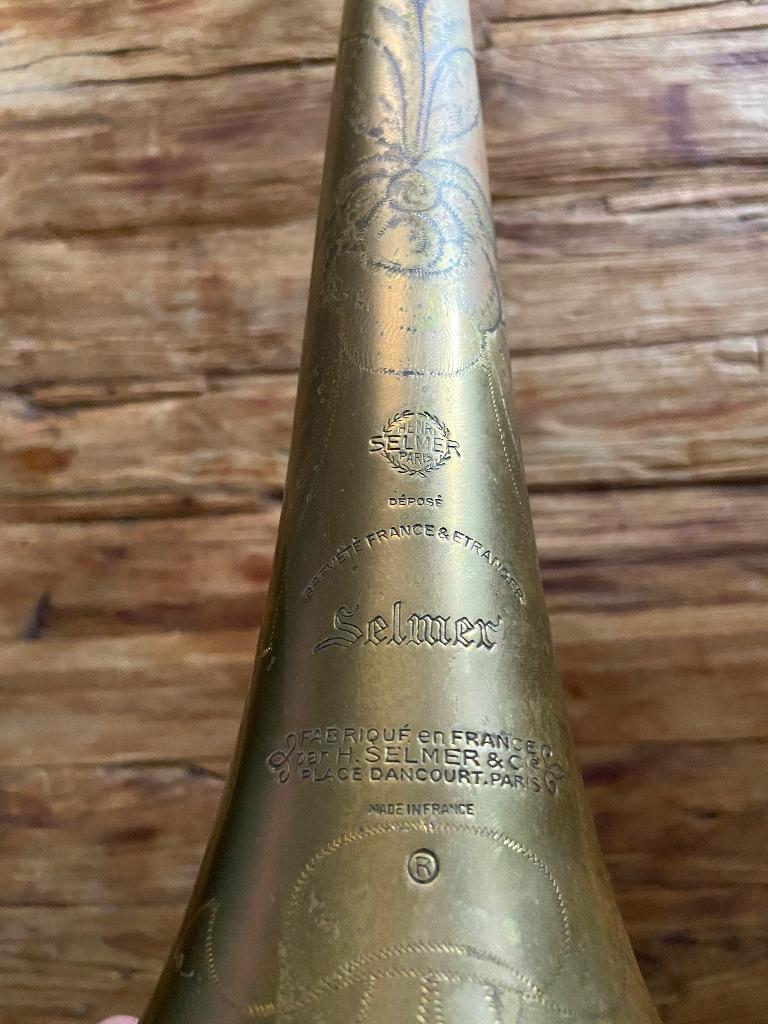 HENRY
SELMER
PARIS
DÉPOSÉ
BREVETÉ FRANCE & ETRANGER
Selmer
FABRIQUÉ en FRANCE
par H. SELMER & Cie
PLACE DANCOURT. PARIS
MADE IN FRANCE
®